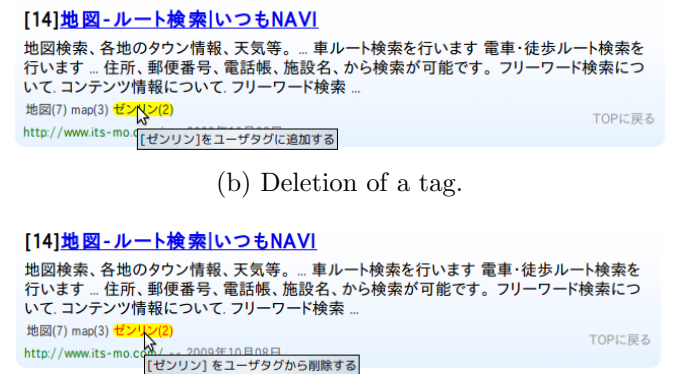 [14]地図-ルート検索|いつもNAVI
地図検索、各地のタウン情報、天気等。 ... 車ルート検索を行います 電車・徒歩ルート検索を
行います ... 住所、郵便番号、電話帳、施設名、から検索が可能です。 フリーワード検索につ
いて. コンテンツ情報について. フリーワード検索 ...
地図(7) map(3) ゼンリン(2)
TOPに戻る
http://www.its-mo.co
[ゼンリン]をユーザタグに追加する
(b) Deletion of a tag.
[14]地図-ルート検索|いつもNAVI
地図検索、各地のタウン情報、天気等。 ... 車ルート検索を行います 電車・徒歩ルート検索を
行います ... 住所、郵便番号、電話帳、施設名、から検索が可能です。 フリーワード検索につ
いて. コンテンツ情報について. フリーワード検索 ...
地図(7) map(3) ゼンリン(2)
TOPに戻る
http://www.its-mo.com/ -- 2009年10月08日
[ゼンリン] をユーザタグから削除する